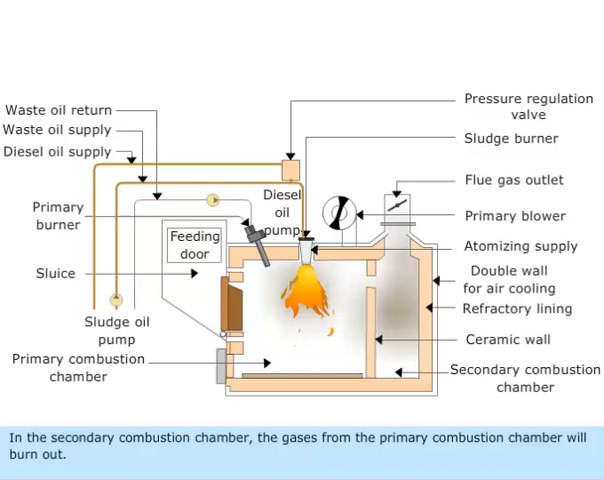 Waste oil return
Waste oil supply
Diesel oil supply
Primary
burner
Sluice
Sludge oil
pump
Primary combustion
chamber
Feeding
door
Diesel
oil
pump
Pressure regulation
valve
Sludge burner
Flue gas outlet
Primary blower
Atomizing supply
Double wall
for air cooling
Refractory lining
Ceramic wall
Secondary combustion
chamber
In the secondary combustion chamber, the gases from the primary combustion chamber will
burn out.